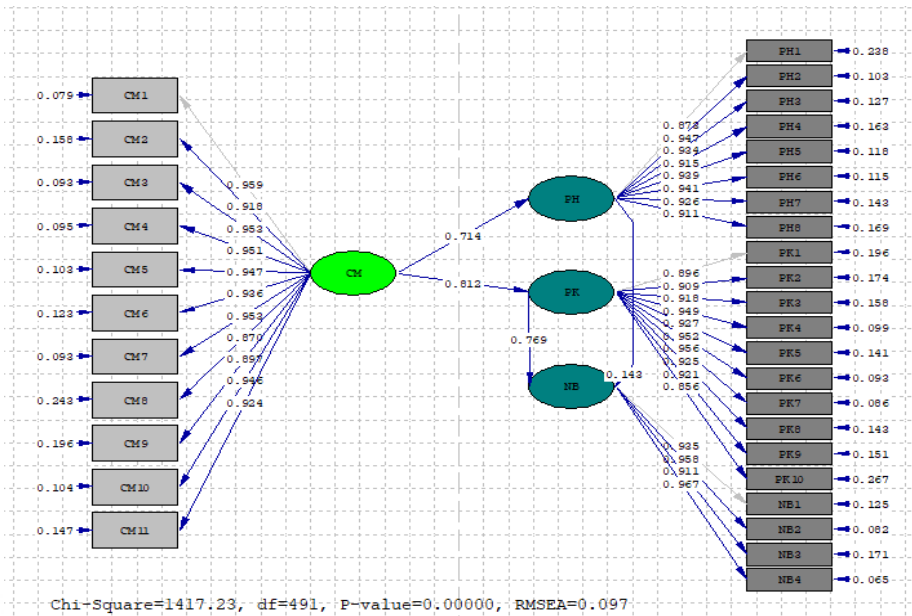 0.079 CM1
0.158 CM2
0.093 CM3
0.095 CM4
0.103 CM5
0.123 CM6
0.093 CM7
0.243 CM8
0.196 CM9
0.104 CM10
0.147 CM11
0.959
0.918
0.953
0.951
0.947
0.936
0.953
0.870
0.897
0.946
0.924
CM
0.714
0.812
PH
PK
0.769
NB
0.143
0.873
0.947
0.934
0.915
0.939
0.941
0.926
0.911
0.896
0.909
0.918
0.949
0.927
0.952
0.956
0.925
0.921
0.856
0.935
0.958
0.911
0.967
PH1 0.238
PH2 0.103
PH3 0.127
PH4 0.163
PH5 0.118
PH6 0.115
PH7 0.143
PH8 0.169
PK1 0.196
PK2 0.174
PK3 0.158
PK4 0.099
PK5 0.141
PK6 0.093
PK7 0.086
PK8 0.143
PK9 0.151
PK10 0.267
NB1 0.125
NB2 0.082
NB3 0.171
NB4 0.065
Chi-Square=1417.23, df=491, P-value=0.00000, RMSEA=0.097